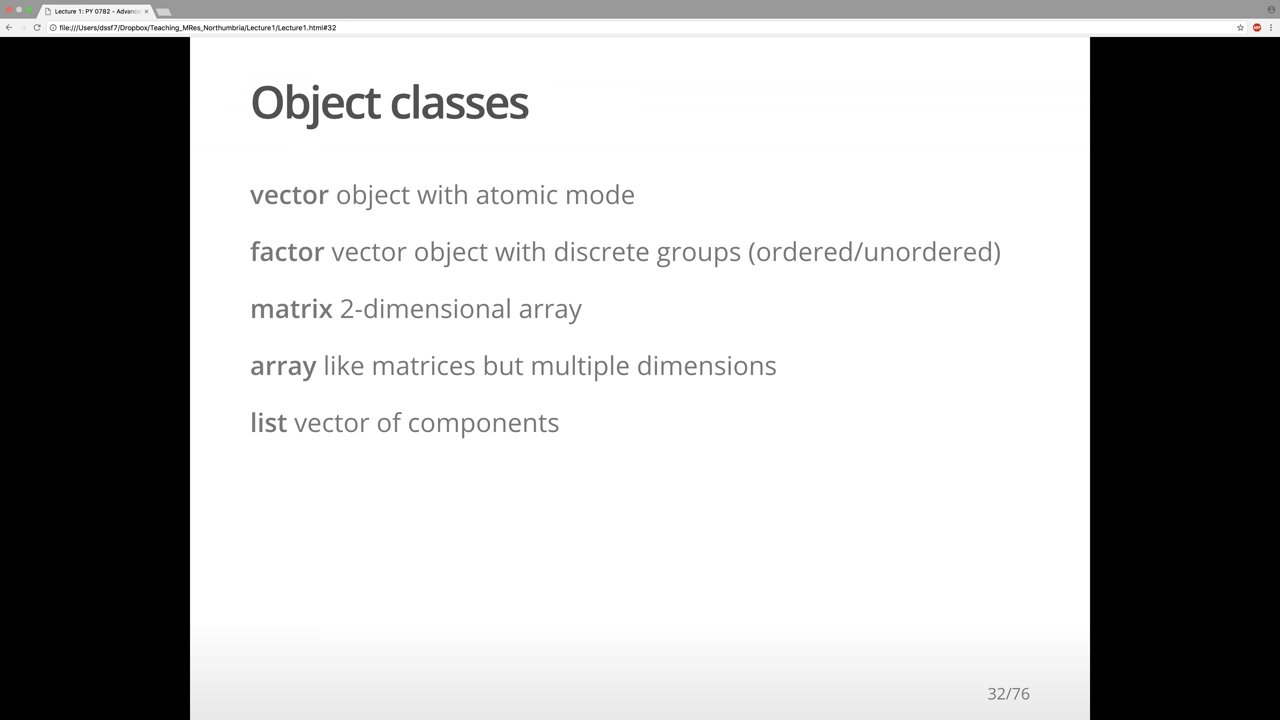 Lecture 1: PY 0782 - Advanc
file:///Users/dssf7/Dropbox/Teaching_MRes_Northumbria/Lecture1/Lecture1.html#32
Object classes
vector object with atomic mode
factor vector object with discrete groups (ordered/unordered)
matrix 2-dimensional array
array like matrices but multiple dimensions
list vector of components
32/76